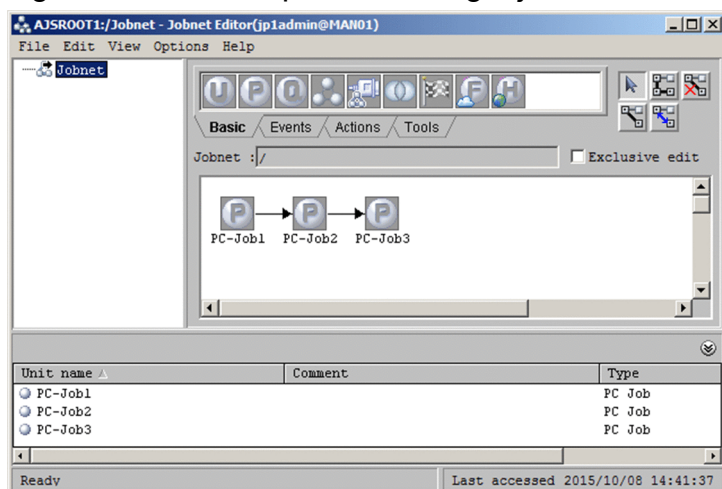 AJSROOT1:/Jobnet - Jobnet Editor(jp1admin@MAN01)
File Edit View Options Help
Jobnet
U P Q F H
Basic Events Actions Tools
Jobnet :/
Exclusive edit
P P P
PC-Job1 PC-Job2 PC-Job3
Unit name Comment Type
PC-Job1 PC Job
PC-Job2 PC Job
PC-Job3 PC Job
Ready Last accessed 2015/10/08 14:41:37